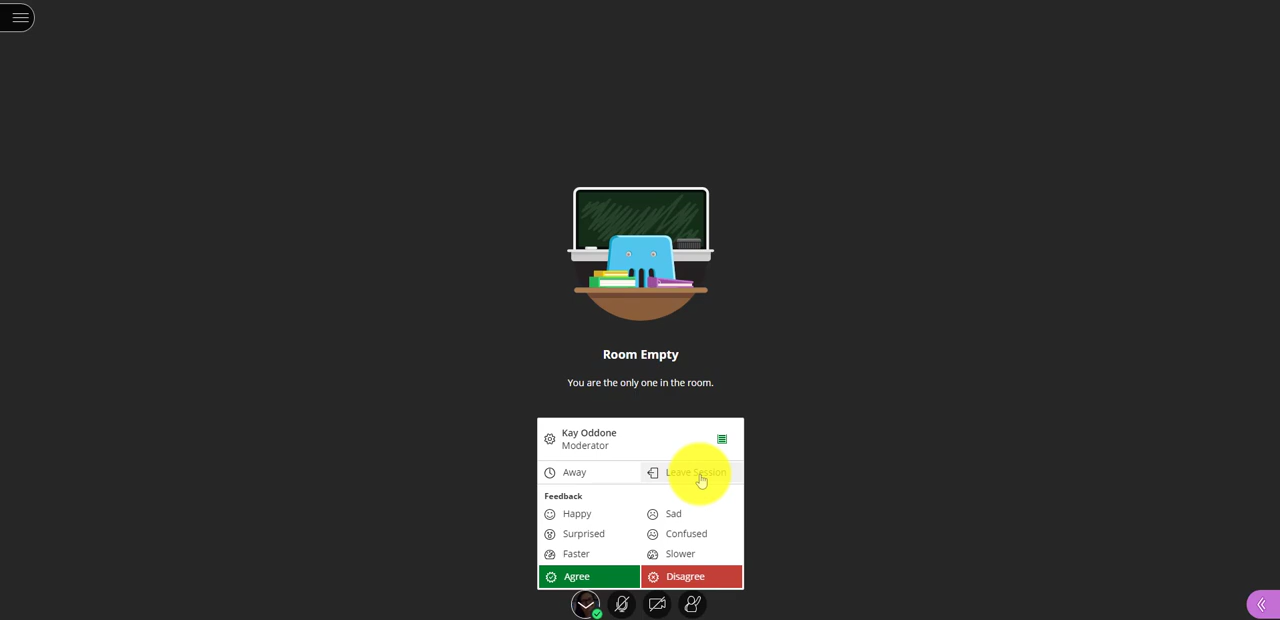 Room Empty
You are the only one in the room.
Kay Oddone
Moderator
Away
Leave Session
Feedback
Happy
Sad
Surprised
Confused
Faster
Slower
Agree
Disagree